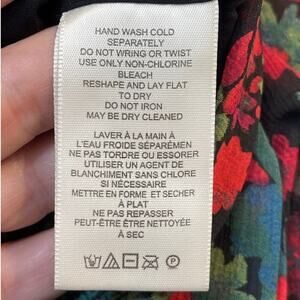 HAND WASH COLD
SEPARATELY
DO NOT WRING OR TWIST
USE ONLY NON-CHLORINE
BLEACH
RESHAPE AND LAY FLAT
TO DRY
DO NOT IRON
MAY BE DRY CLEANED
LAVER À LA MAIN À
L'EAU FROIDE SÉPARÉMEN
NE PAS TORDRE OU ESSORER
UTILISER UN AGENT DE
BLANCHIMENT SANS CHLORE
SI NÉCESSAIRE
METTRE EN FORME ET SECHER
À PLAT
NE PAS REPASSER
PEUT-ÊTRE ÊTRE NETTOYÉE
À SEC
P